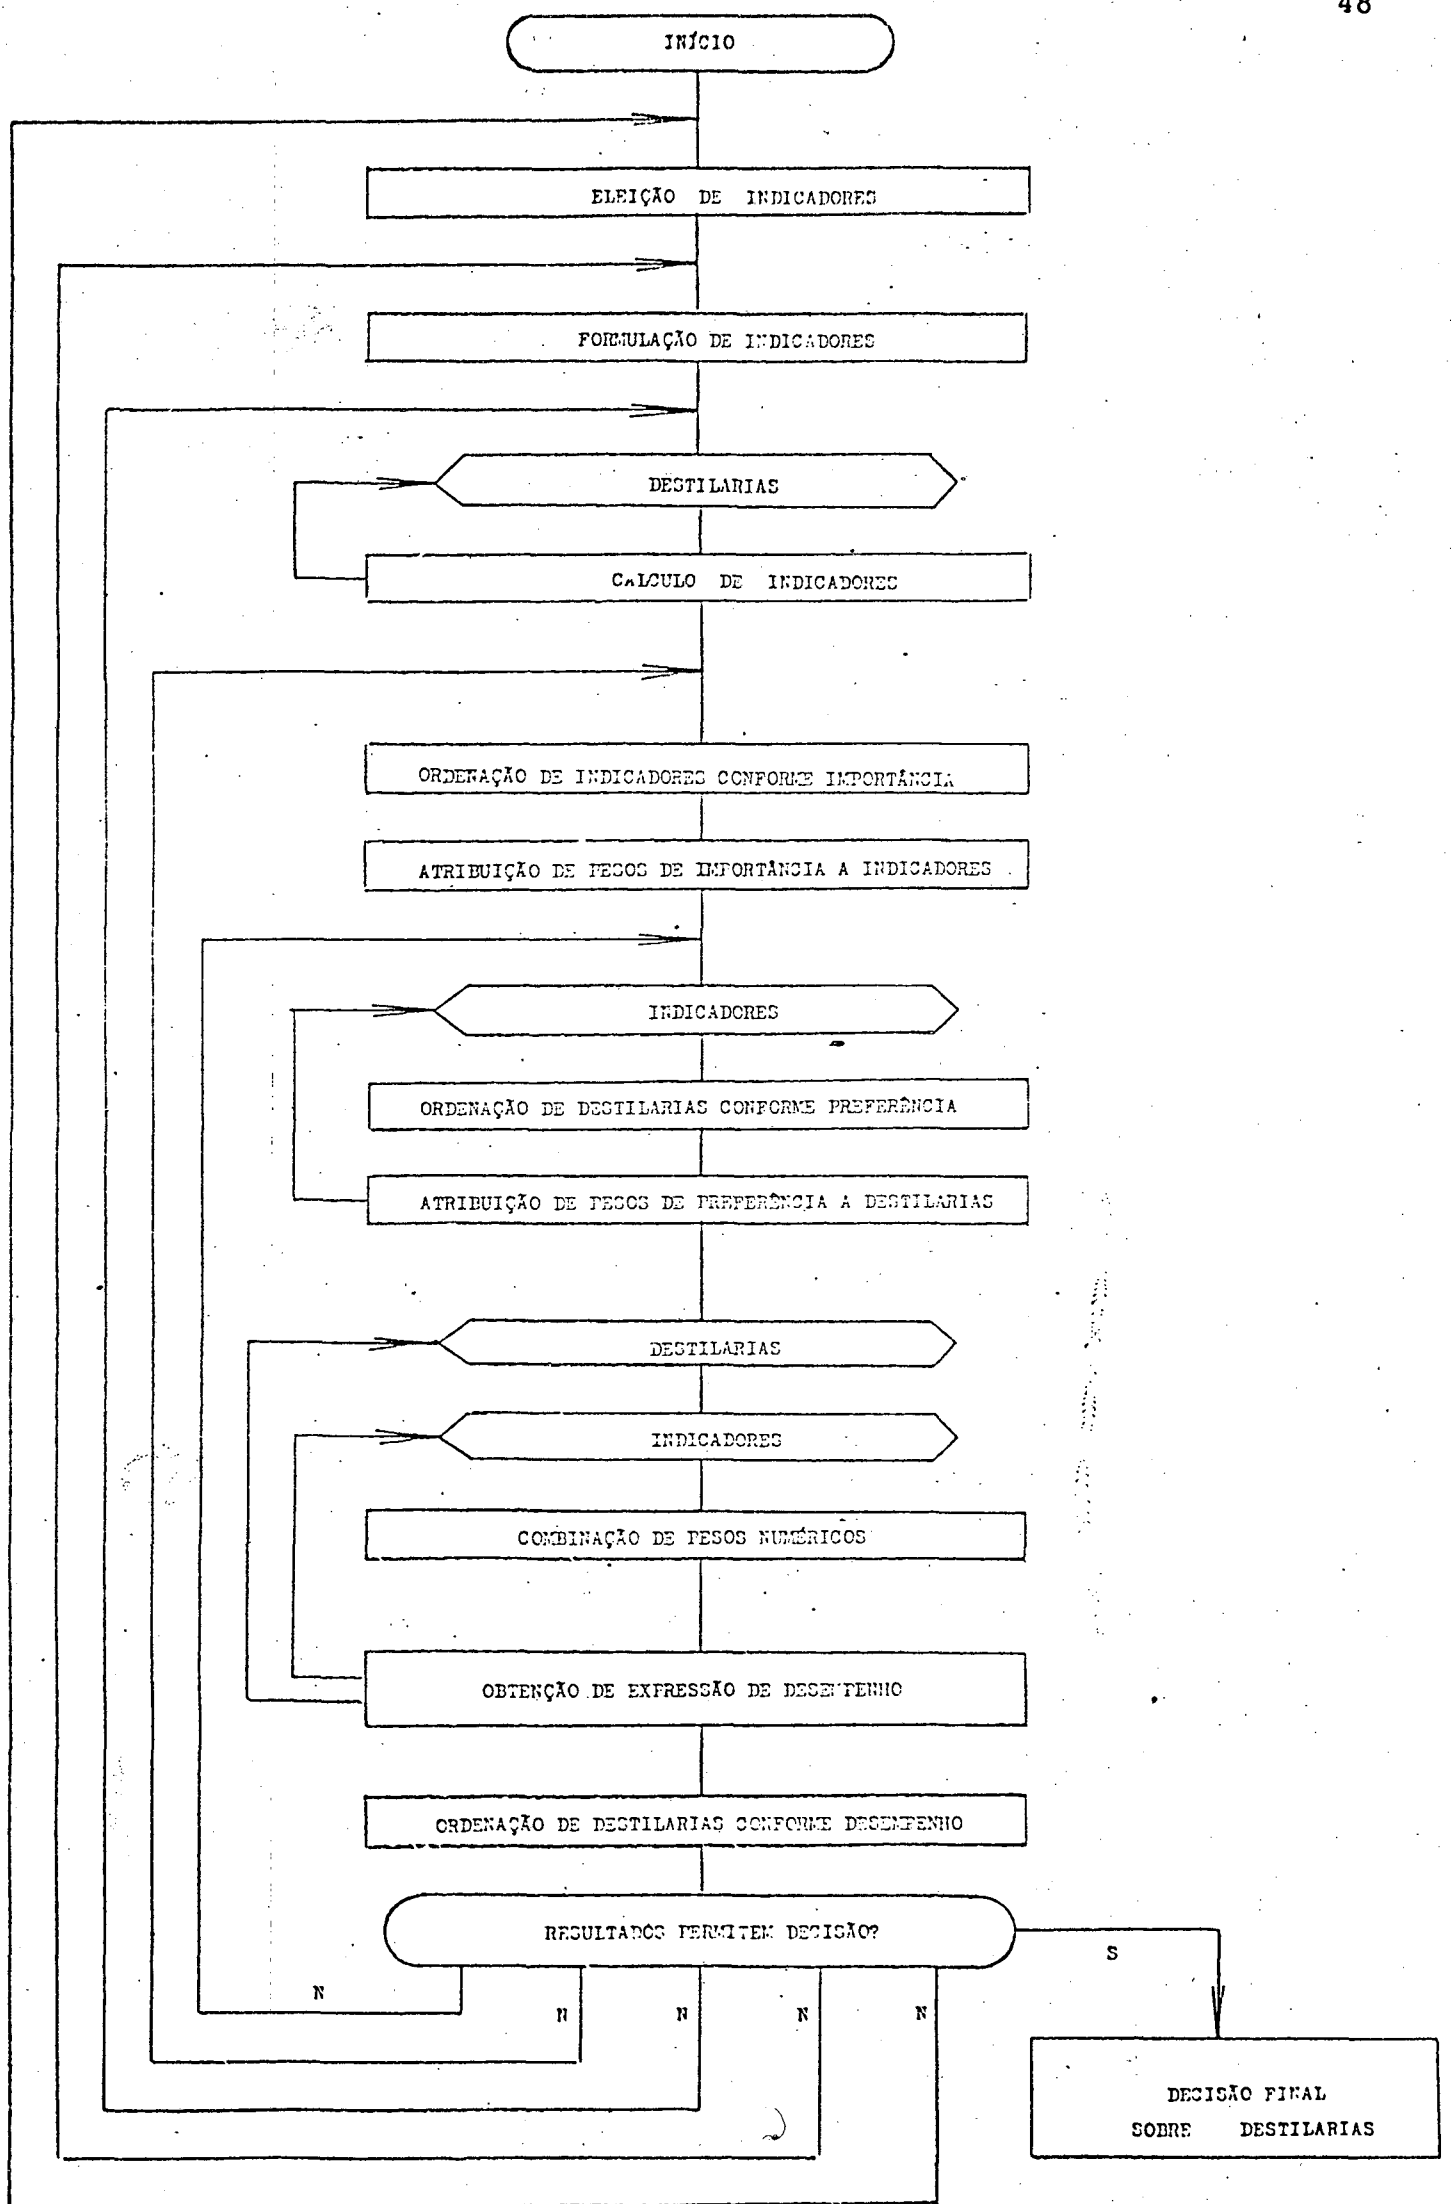 48
INÍCIO
ELEIÇÃO DE INDICADORES
FORMULAÇÃO DE INDICADORES
DESTILARIAS
CALCULO DE INDICADORES
ORDENAÇÃO DE INDICADORES CONFORME IMPORTÂNCIA
ATRIBUIÇÃO DE PESOS DE IMPORTÂNCIA A INDICADORES
INDICADORES
ORDENAÇÃO DE DESTILARIAS CONFORME PREFERÊNCIA
ATRIBUIÇÃO DE PESOS DE PREFERÊNCIA A DESTILARIAS
DESTILARIAS
INDICADORES
COMBINAÇÃO DE PESOS NUMÉRICOS
OBTENÇÃO DE EXPRESSÃO DE DESEMPENHO
ORDENAÇÃO DE DESTILARIAS CONFORME DESEMPENHO
RESULTADOS PERMITEM DECISÃO?
S
N
N
N
N
N
DECISÃO FINAL
SOBRE DESTILARIAS